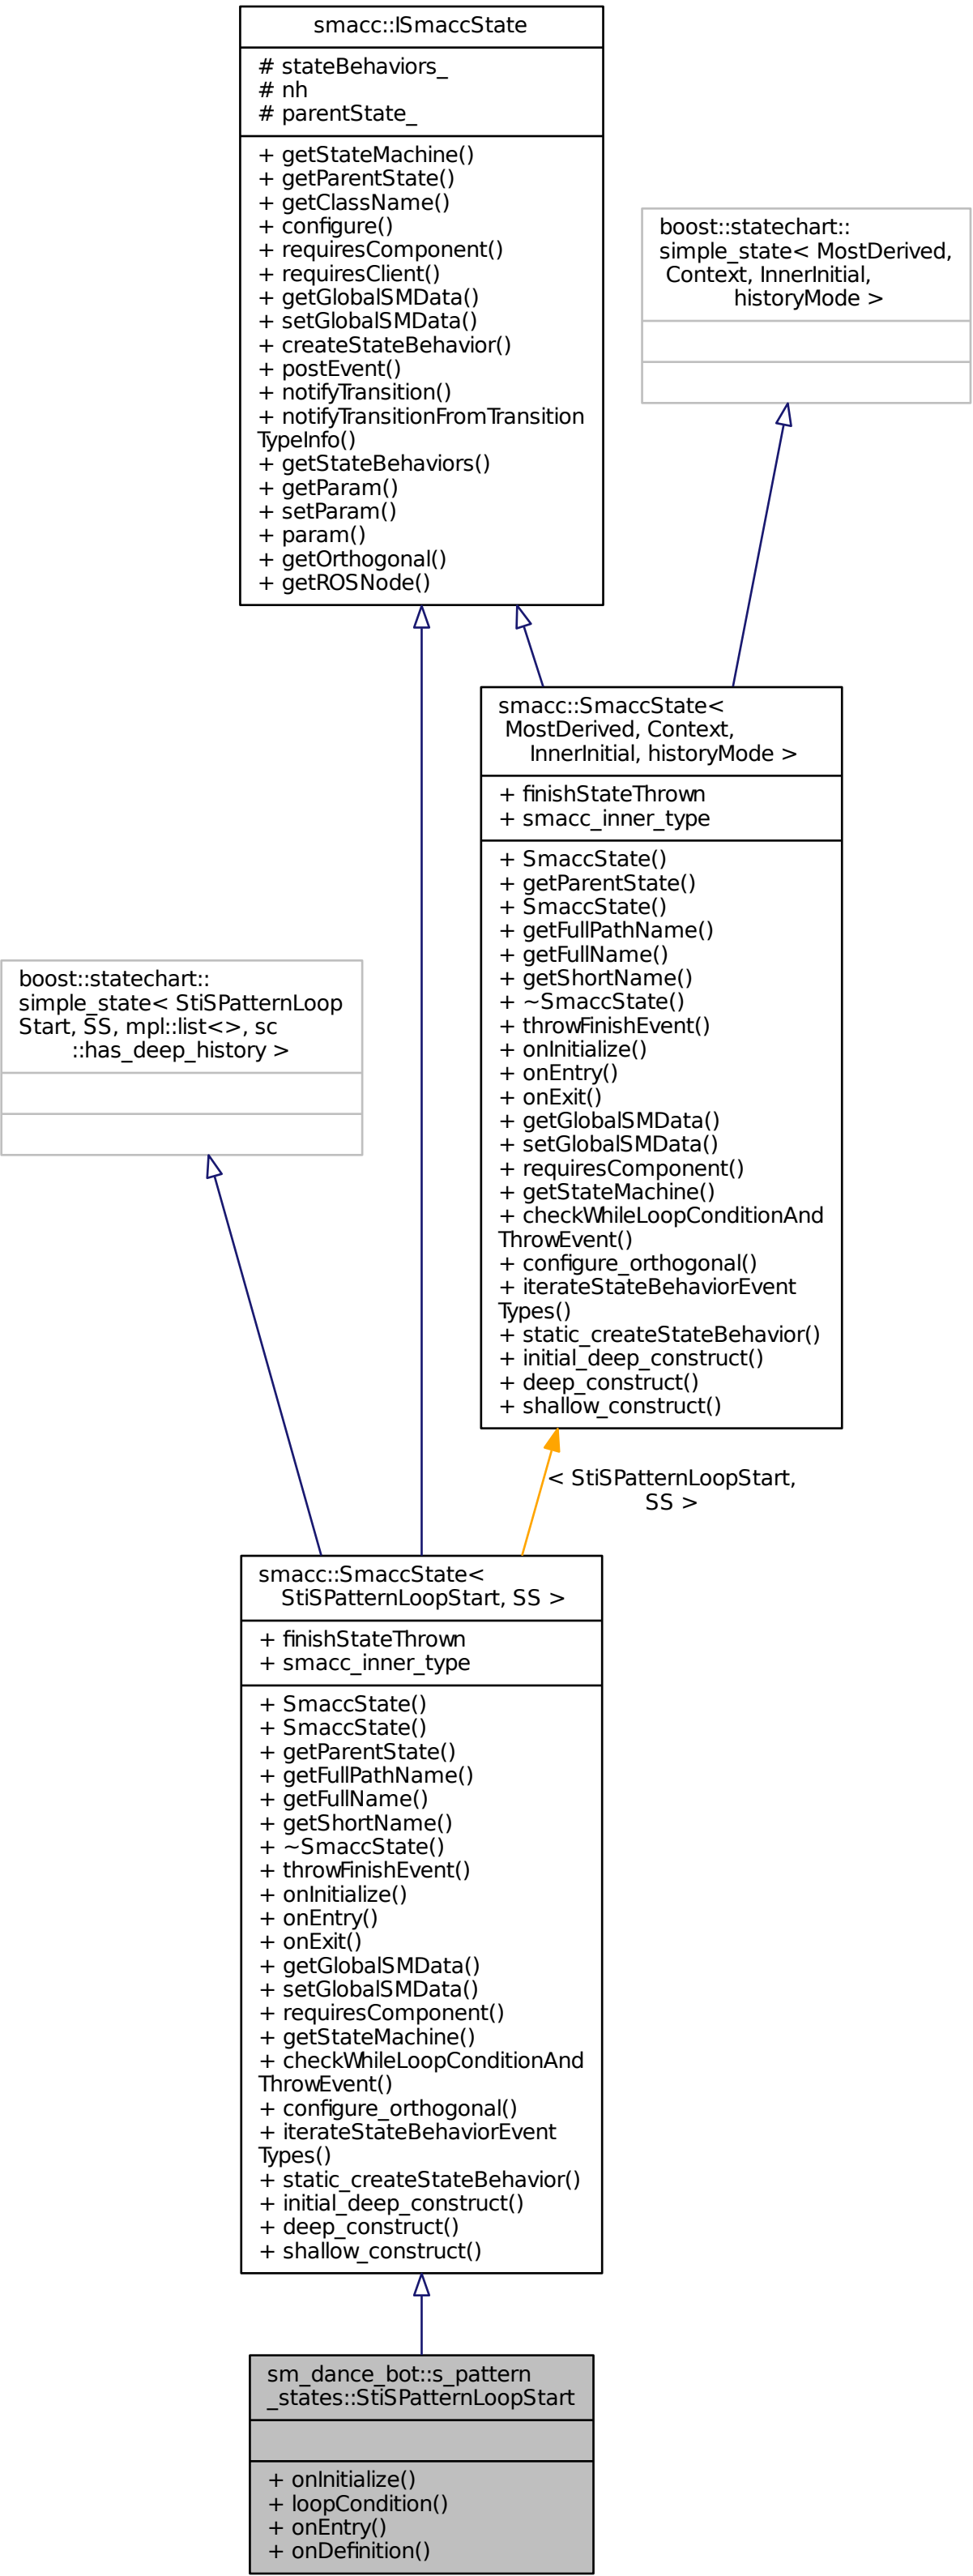 smacc::ISmaccState
# stateBehaviors_
# nh
# parentState_
+ getStateMachine()
+ getParentState()
+ getClassName()
+ configure()
+ requiresComponent()
+ requiresClient()
+ getGlobalSMData()
+ setGlobalSMData()
+ createStateBehavior()
+ postEvent()
+ notifyTransition()
+ notifyTransitionFromTransition
TypeInfo()
+ getStateBehaviors()
+ getParam()
+ setParam()
+ param()
+ getOrthogonal()
+ getROSNode()
boost::statechart::
simple_state< MostDerived,
Context, InnerInitial,
historyMode >
smacc::SmaccState<
MostDerived, Context,
InnerInitial, historyMode >
+ finishStateThrown
+ smacc_inner_type
+ SmaccState()
+ getParentState()
+ SmaccState()
+ getFullPathName()
+ getFullName()
+ getShortName()
+ ~SmaccState()
+ throwFinishEvent()
+ onInitialize()
+ onEntry()
+ onExit()
+ getGlobalSMData()
+ setGlobalSMData()
+ requiresComponent()
+ getStateMachine()
+ checkWhileLoopConditionAnd
ThrowEvent()
+ configure_orthogonal()
+ iterateStateBehaviorEvent
Types()
+ static_createStateBehavior()
+ initial_deep_construct()
+ deep_construct()
+ shallow_construct()
boost::statechart::
simple_state< StiSPatternLoop
Start, SS, mpl::list<>, sc
::has_deep_history >
< StiSPatternLoopStart,
SS >
smacc::SmaccState<
StiSPatternLoopStart, SS >
+ finishStateThrown
+ smacc_inner_type
+ SmaccState()
+ SmaccState()
+ getParentState()
+ getFullPathName()
+ getFullName()
+ getShortName()
+ ~SmaccState()
+ throwFinishEvent()
+ onInitialize()
+ onEntry()
+ onExit()
+ getGlobalSMData()
+ setGlobalSMData()
+ requiresComponent()
+ getStateMachine()
+ checkWhileLoopConditionAnd
ThrowEvent()
+ configure_orthogonal()
+ iterateStateBehaviorEvent
Types()
+ static_createStateBehavior()
+ initial_deep_construct()
+ deep_construct()
+ shallow_construct()
sm_dance_bot::s_pattern
_states::StiSPatternLoopStart
+ onInitialize()
+ loopCondition()
+ onEntry()
+ onDefinition()